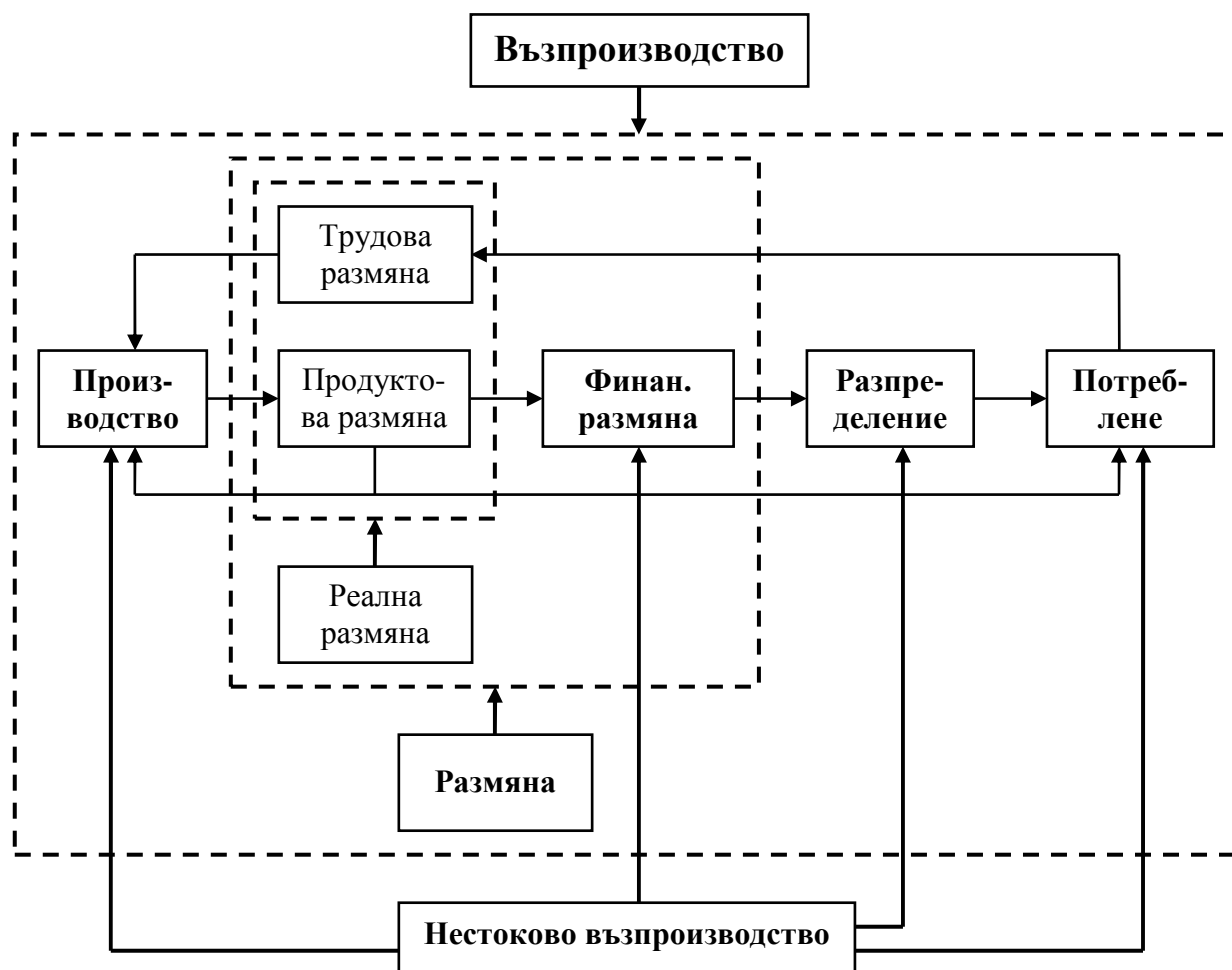 Възпроизводство
Трудова
размяна
Произ-
водство
Продукто-
ва размяна
Финан.
размяна
Разпре-
деление
Потреб-
лене
Реална
размяна
Размяна
Нестоково възпроизводство